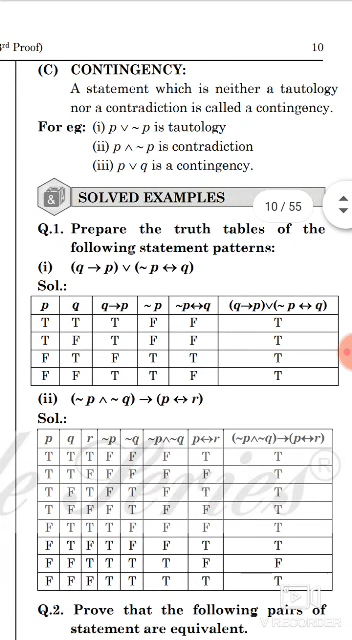 3rd Proof)
10
(C) CONTINGENCY:
A statement which is neither a tautology
nor a contradiction is called a contingency.
For eg: (i) p ∨ ~ p is tautology
(ii) p ∧ ~ p is contradiction
(iii) p ∨ q is a contingency.
& SOLVED EXAMPLES
10 / 55
Q.1. Prepare the truth tables of the
following statement patterns:
(i) (q → p) ∨ (~ p ↔ q)
Sol.:
p q q→p ~ p ~p↔q (q→p)∨(~ p ↔ q)
T T T F F T
T F T F F T
F T F T T T
F F T T F T
(ii) (~ p ∧ ~ q) → (p ↔ r)
Sol.:
p q r ~p ~q ~p∧~q p↔r (~p∧~q)→(p↔r)
T T T F F F T T
T T F F F F F T
T F T F T F T T
T F F F T F F T
F T T T F F F T
F T F T F F T T
F F T T T T F F
F F F T T T T T
e Series ®
Q.2. Prove that the following pairs of
statement are equivalent.
V RECORDER